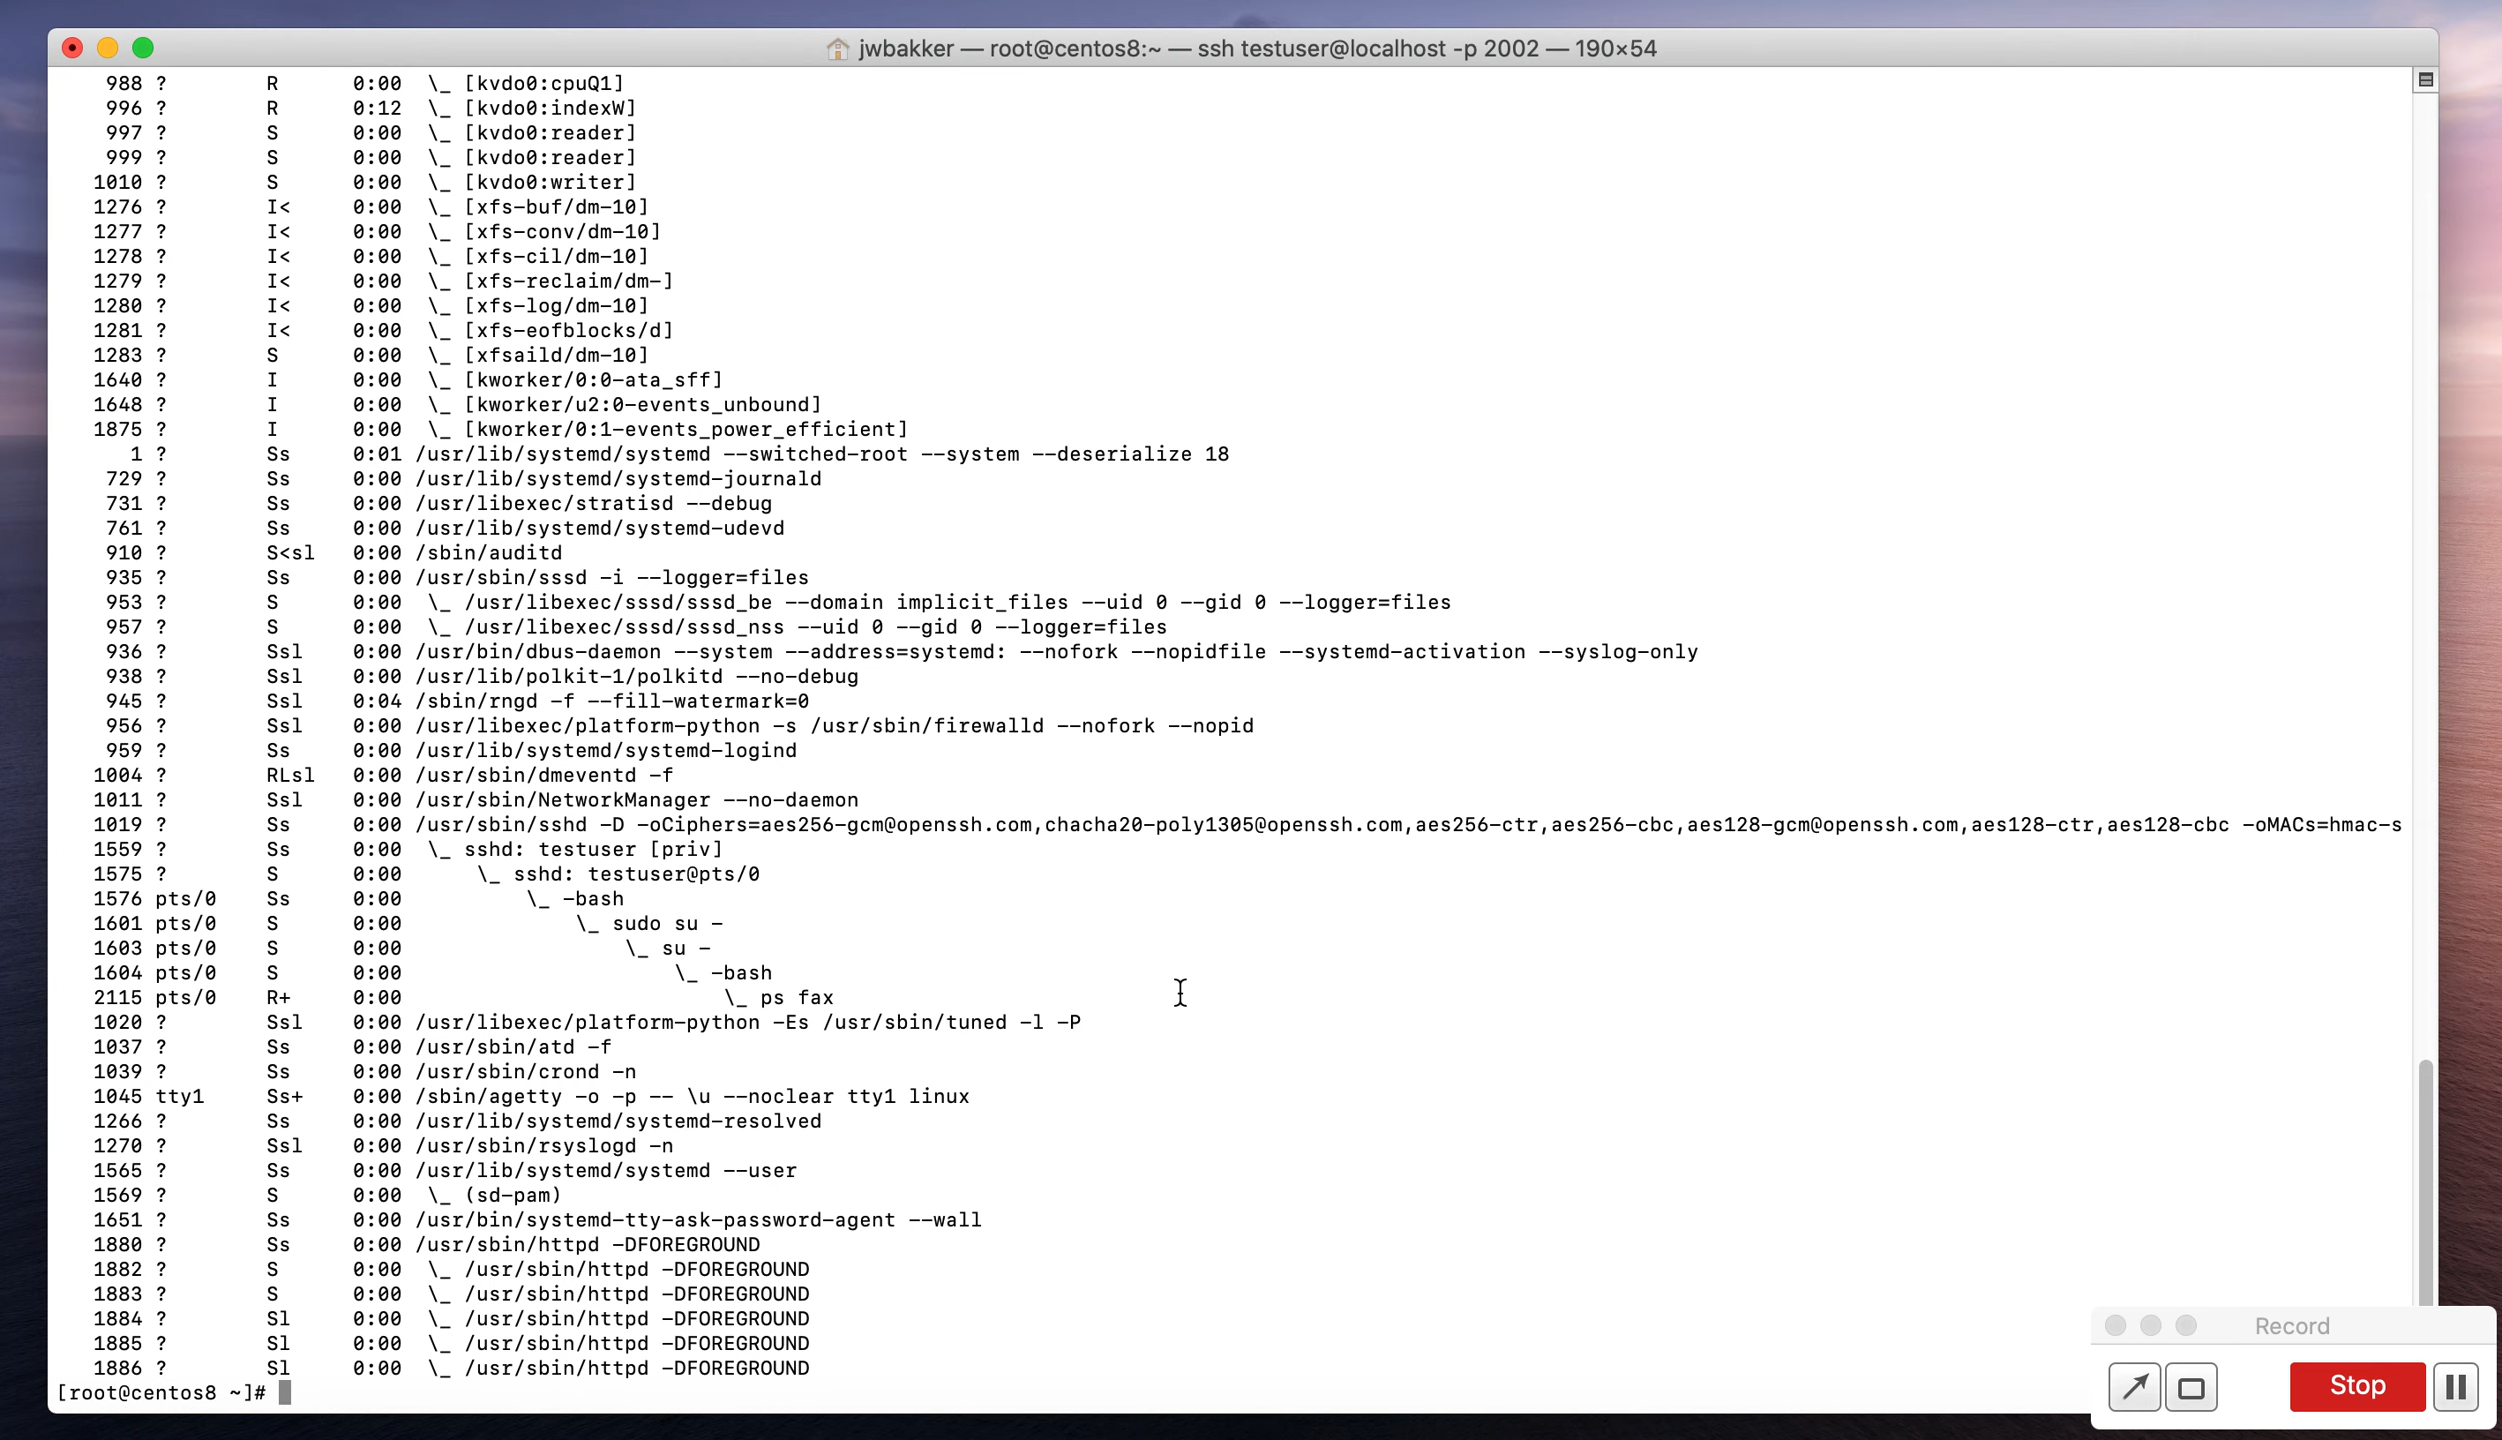 jwbakker — root@centos8:~ — ssh testuser@localhost -p 2002 — 190×54
988 ? R 0:00 \_ [kvdo0:cpuQ1]
996 ? R 0:12 \_ [kvdo0:indexW]
997 ? S 0:00 \_ [kvdo0:reader]
999 ? S 0:00 \_ [kvdo0:reader]
1010 ? S 0:00 \_ [kvdo0:writer]
1276 ? I< 0:00 \_ [xfs-buf/dm-10]
1277 ? I< 0:00 \_ [xfs-conv/dm-10]
1278 ? I< 0:00 \_ [xfs-cil/dm-10]
1279 ? I< 0:00 \_ [xfs-reclaim/dm-]
1280 ? I< 0:00 \_ [xfs-log/dm-10]
1281 ? I< 0:00 \_ [xfs-eofblocks/d]
1283 ? S 0:00 \_ [xfsaild/dm-10]
1640 ? I 0:00 \_ [kworker/0:0-ata_sff]
1648 ? I 0:00 \_ [kworker/u2:0-events_unbound]
1875 ? I 0:00 \_ [kworker/0:1-events_power_efficient]
1 ? Ss 0:01 /usr/lib/systemd/systemd --switched-root --system --deserialize 18
729 ? Ss 0:00 /usr/lib/systemd/systemd-journald
731 ? Ss 0:00 /usr/libexec/stratisd --debug
761 ? Ss 0:00 /usr/lib/systemd/systemd-udevd
910 ? S<sl 0:00 /sbin/auditd
935 ? Ss 0:00 /usr/sbin/sssd -i --logger=files
953 ? S 0:00 \_ /usr/libexec/sssd/sssd_be --domain implicit_files --uid 0 --gid 0 --logger=files
957 ? S 0:00 \_ /usr/libexec/sssd/sssd_nss --uid 0 --gid 0 --logger=files
936 ? Ssl 0:00 /usr/bin/dbus-daemon --system --address=systemd: --nofork --nopidfile --systemd-activation --syslog-only
938 ? Ssl 0:00 /usr/lib/polkit-1/polkitd --no-debug
945 ? Ssl 0:04 /sbin/rngd -f --fill-watermark=0
956 ? Ssl 0:00 /usr/libexec/platform-python -s /usr/sbin/firewalld --nofork --nopid
959 ? Ss 0:00 /usr/lib/systemd/systemd-logind
1004 ? RLsl 0:00 /usr/sbin/dmeventd -f
1011 ? Ssl 0:00 /usr/sbin/NetworkManager --no-daemon
1019 ? Ss 0:00 /usr/sbin/sshd -D -oCiphers=aes256-gcm@openssh.com,chacha20-poly1305@openssh.com,aes256-ctr,aes256-cbc,aes128-gcm@openssh.com,aes128-ctr,aes128-cbc -oMACs=hmac-s
1559 ? Ss 0:00 \_ sshd: testuser [priv]
1575 ? S 0:00 \_ sshd: testuser@pts/0
1576 pts/0 Ss 0:00 \_ -bash
1601 pts/0 S 0:00 \_ sudo su -
1603 pts/0 S 0:00 \_ su -
1604 pts/0 S 0:00 \_ -bash
2115 pts/0 R+ 0:00 \_ ps fax
1020 ? Ssl 0:00 /usr/libexec/platform-python -Es /usr/sbin/tuned -l -P
1037 ? Ss 0:00 /usr/sbin/atd -f
1039 ? Ss 0:00 /usr/sbin/crond -n
1045 tty1 Ss+ 0:00 /sbin/agetty -o -p -- \u --noclear tty1 linux
1266 ? Ss 0:00 /usr/lib/systemd/systemd-resolved
1270 ? Ssl 0:00 /usr/sbin/rsyslogd -n
1565 ? Ss 0:00 /usr/lib/systemd/systemd --user
1569 ? S 0:00 \_ (sd-pam)
1651 ? Ss 0:00 /usr/bin/systemd-tty-ask-password-agent --wall
1880 ? Ss 0:00 /usr/sbin/httpd -DFOREGROUND
1882 ? S 0:00 \_ /usr/sbin/httpd -DFOREGROUND
1883 ? S 0:00 \_ /usr/sbin/httpd -DFOREGROUND
1884 ? Sl 0:00 \_ /usr/sbin/httpd -DFOREGROUND
1885 ? Sl 0:00 \_ /usr/sbin/httpd -DFOREGROUND
1886 ? Sl 0:00 \_ /usr/sbin/httpd -DFOREGROUND
[root@centos8 ~]#
Record
Stop